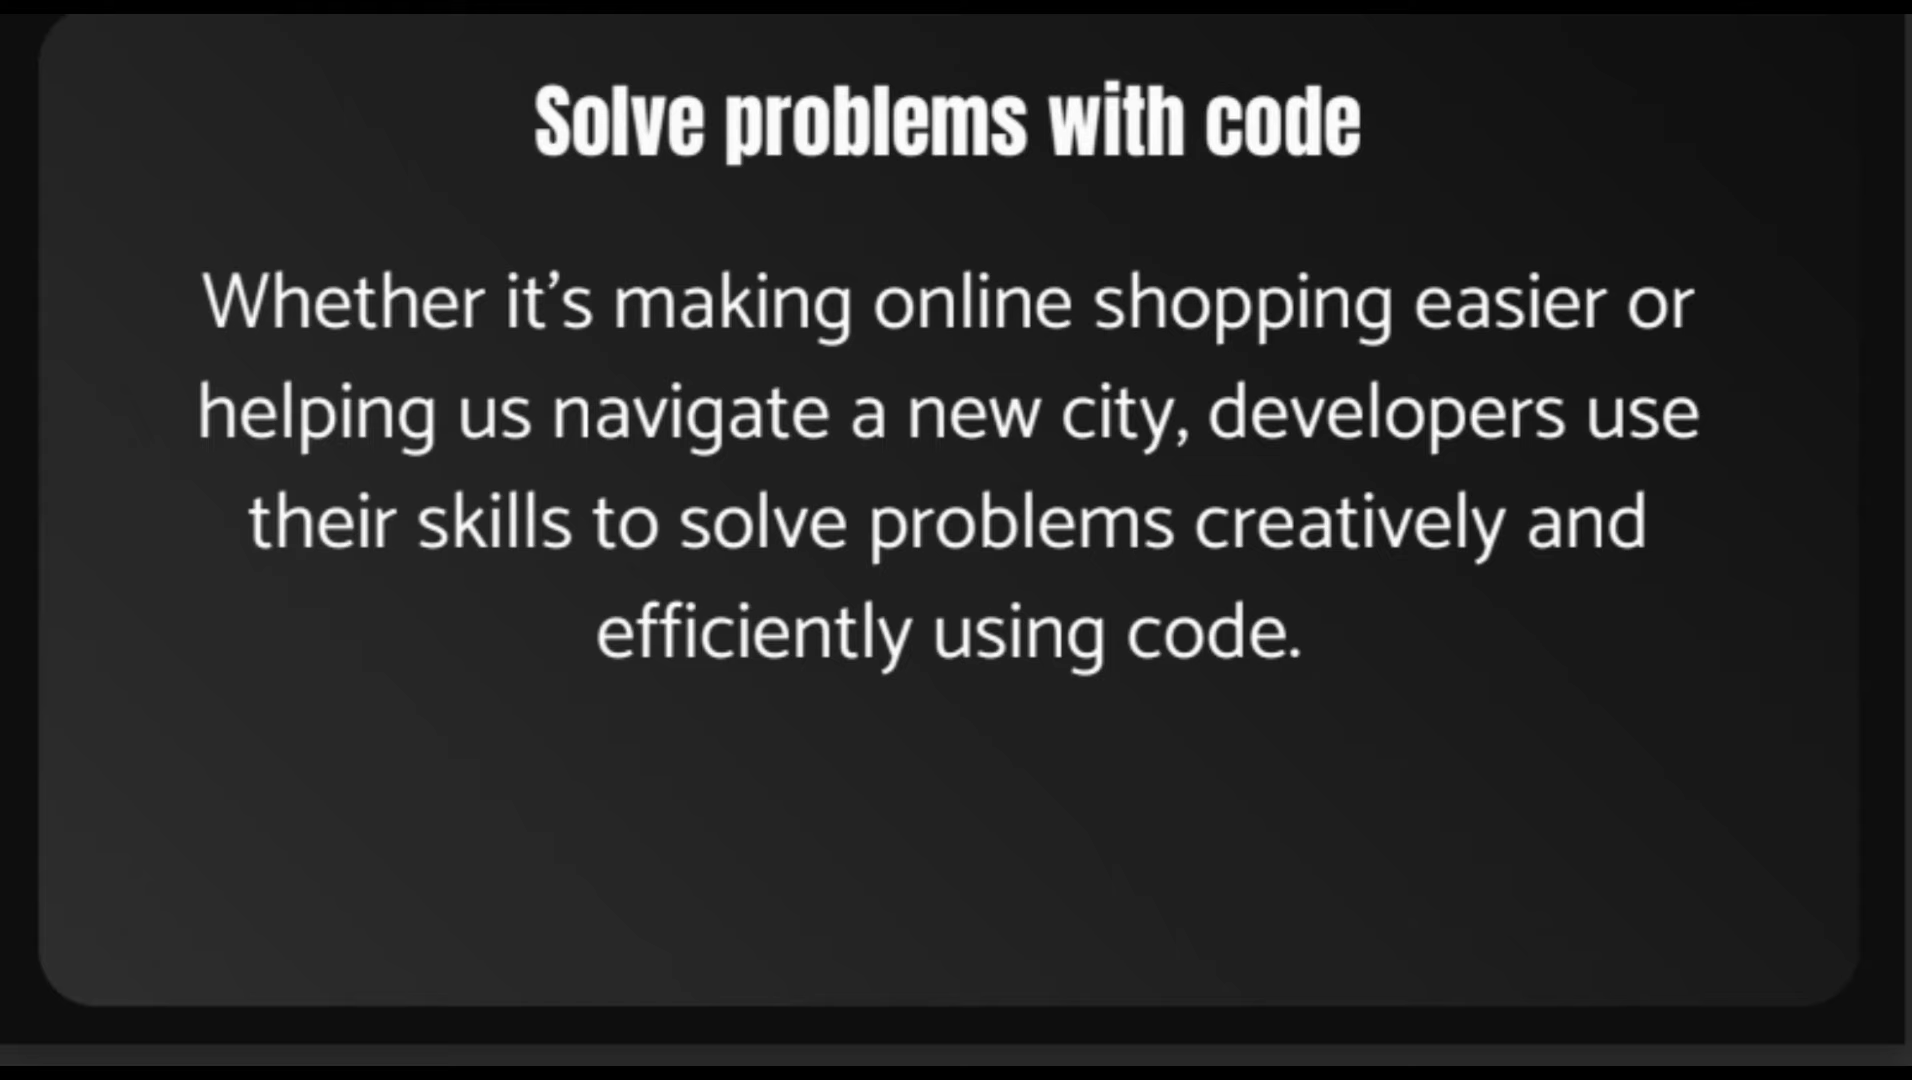 Solve problems with code
Whether it’s making online shopping easier or
helping us navigate a new city, developers use
their skills to solve problems creatively and
efficiently using code.